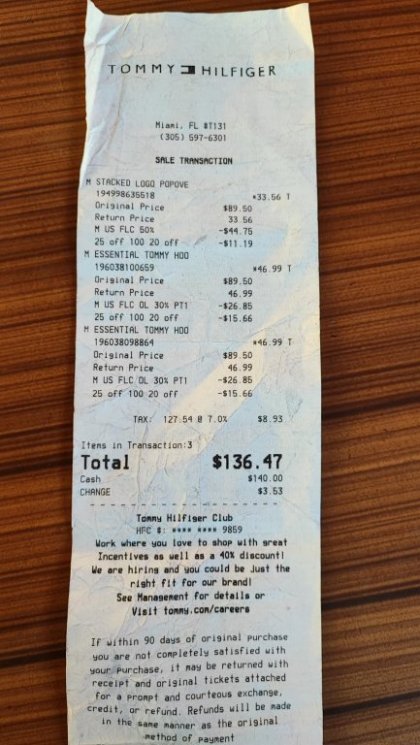 TOMMY HILFIGER
Miami, FL #T131
(305) 597-6301
SALE TRANSACTION
M STACKED LOGO POPOVE
194998635518 *33.56 T
Original Price $89.50
Return Price 33.56
M US FLC 50% -$44.75
25 off 100 20 off -$11.19
M ESSENTIAL TOMMY HOO
196038100659 *46.99 T
Original Price $89.50
Return Price 46.99
M US FLC OL 30% PT1 -$26.85
25 off 100 20 off -$15.66
M ESSENTIAL TOMMY HOO
196038098864 *46.99 T
Original Price $89.50
Return Price 46.99
M US FLC OL 30% PT1 -$26.85
25 off 100 20 off -$15.66
TAX: 127.54 @ 7.0% $8.93
Items in Transaction:3
Total $136.47
Cash $140.00
CHANGE $3.53
Tommy Hilfiger Club
HFC #: **** **** 9859
Work where you love to shop with great
Incentives as well as a 40% discount!
We are hiring and you could be Just the
right fit for our brand!
See Management for details or
Visit tommy.com/careers
If within 90 days of original purchase
you are not completely satisfied with
your purchase, it may be returned with
receipt and original tickets attached
for a prompt and courteous exchange,
credit, or refund. Refunds will be made
in the same manner as the original
method of payment